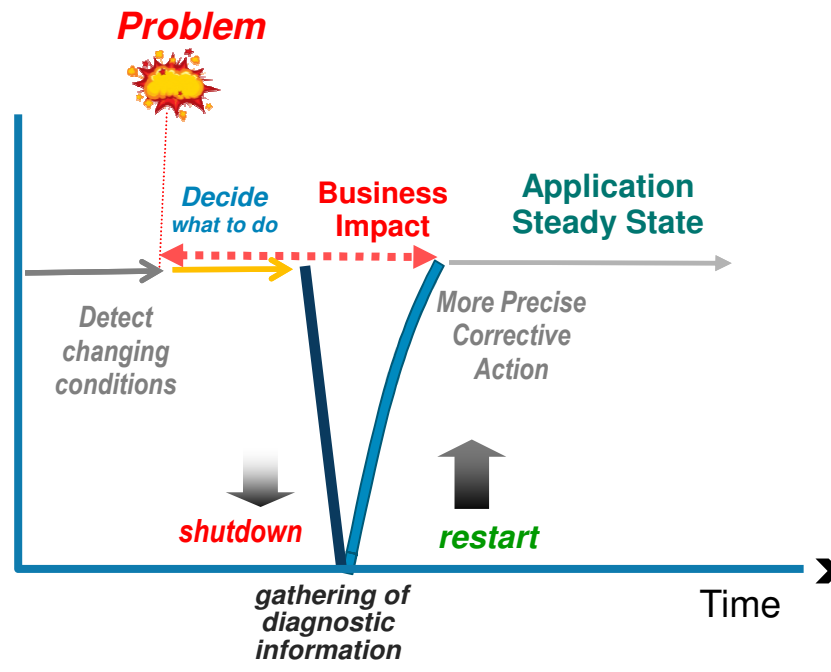 Problem
Decide
what to do
Business
Impact
Application
Steady State
Detect
changing
conditions
More Precise
Corrective
Action
shutdown
restart
gathering of
diagnostic
information
Time